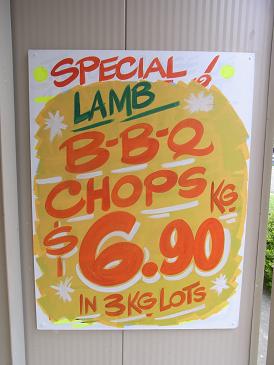 SPECIAL!
LAMB
B-B-Q
CHOPS KG
$6.90
IN 3KG LOTS